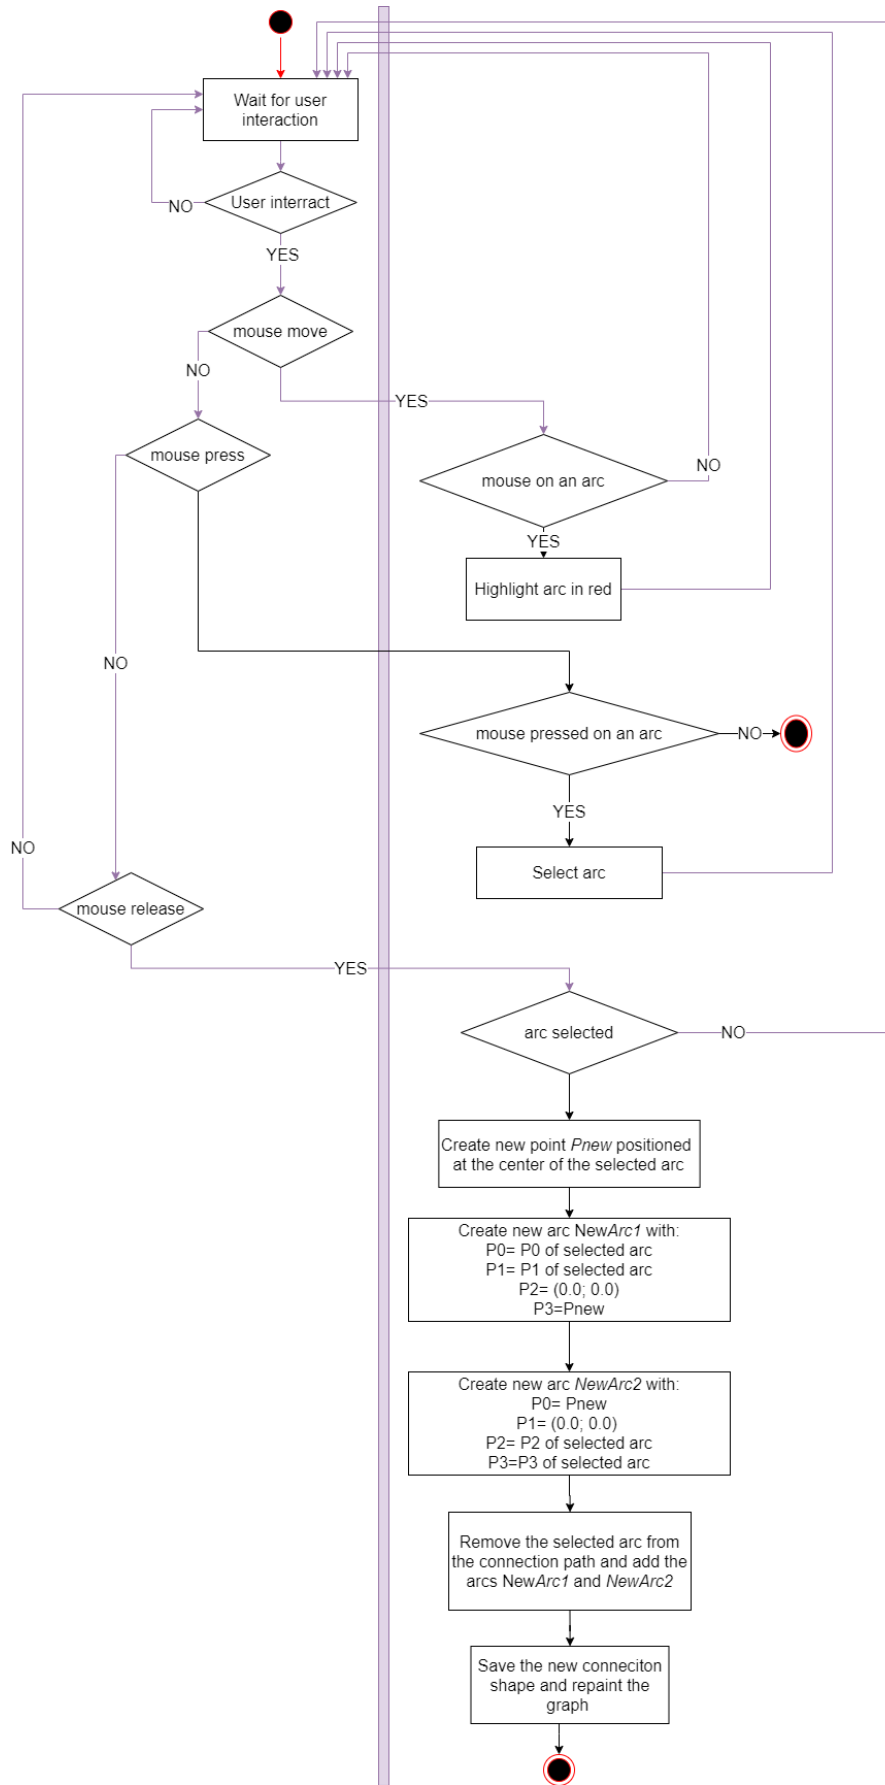 Wait for user
interaction
NO
User interract
YES
mouse move
NO
YES
mouse press
mouse on an arc
NO
YES
Highlight arc in red
NO
mouse pressed on an arc
NO
YES
NO
Select arc
mouse release
YES
arc selected
NO
Create new point Pnew positioned
at the center of the selected arc
Create new arc NewArc1 with:
P0= P0 of selected arc
P1= P1 of selected arc
P2= (0.0; 0.0)
P3=Pnew
Create new arc NewArc2 with:
P0= Pnew
P1= (0.0; 0.0)
P2= P2 of selected arc
P3=P3 of selected arc
Remove the selected arc from
the connection path and add the
arcs NewArc1 and NewArc2
Save the new conneciton
shape and repaint the
graph